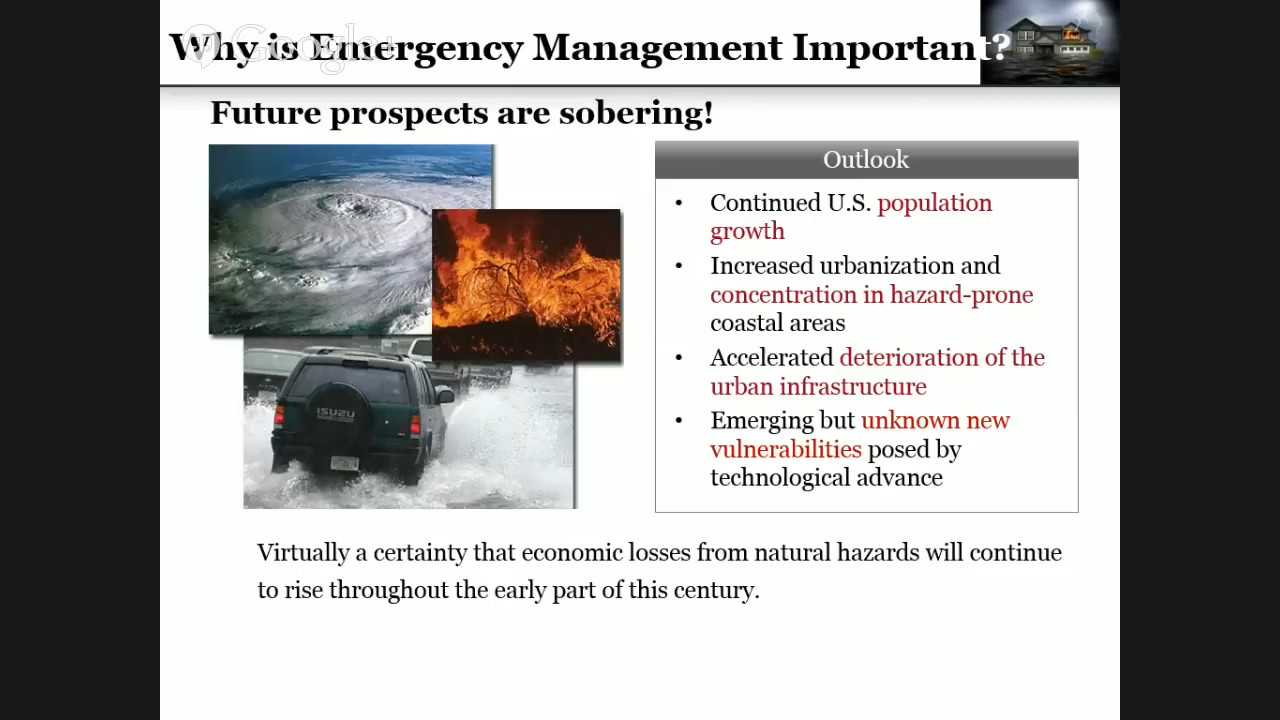 Google+
Why is Emergency Management Important?
Future prospects are sobering!
Outlook
• Continued U.S. population
growth
• Increased urbanization and
concentration in hazard-prone
coastal areas
• Accelerated deterioration of the
urban infrastructure
• Emerging but unknown new
vulnerabilities posed by
technological advance
ISUZU
Virtually a certainty that economic losses from natural hazards will continue
to rise throughout the early part of this century.